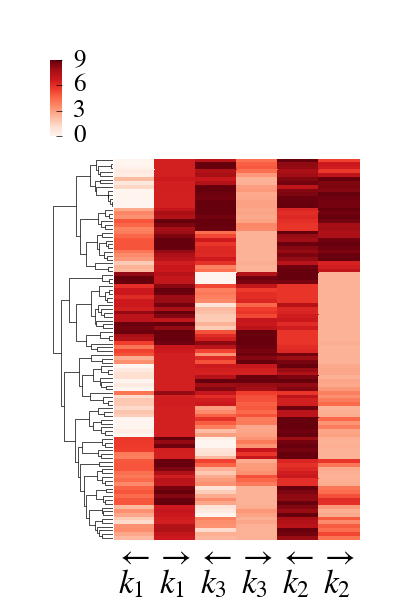 9
6
3
0
← → ← → ← →
k₁ k₁ k₃ k₃ k₂ k₂